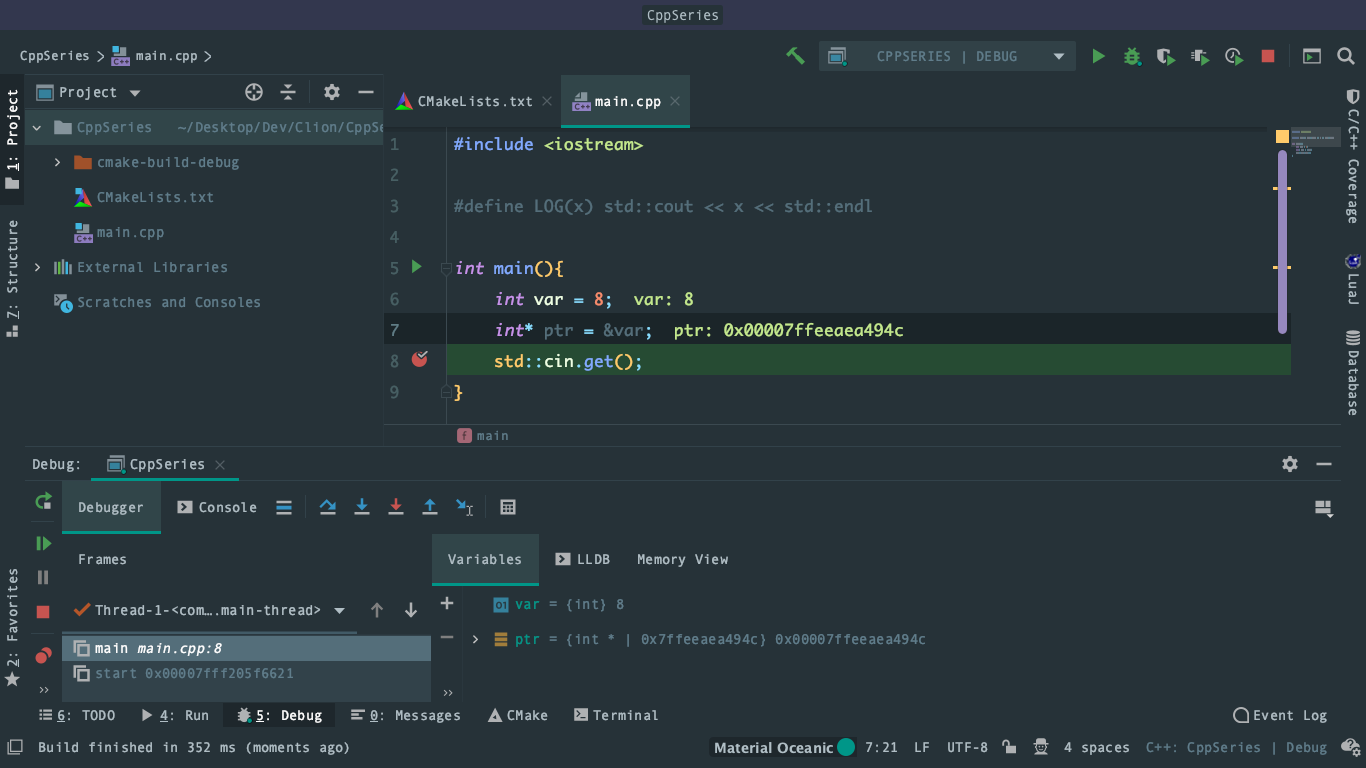 CppSeries
CppSeries > main.cpp >
CPPSERIES | DEBUG
1: Project
Project
CMakeLists.txt
main.cpp
CppSeries ~/Desktop/Dev/Clion/CppSe
cmake-build-debug
CMakeLists.txt
main.cpp
External Libraries
Scratches and Consoles
Z: Structure
2: Favorites
1 #include <iostream>
2
3 #define LOG(x) std::cout << x << std::endl
4
5 int main(){
6 int var = 8; var: 8
7 int* ptr = &var; ptr: 0x00007ffeeaea494c
8 std::cin.get();
9 }
main
C/C++ Coverage
LuaJ
Database
Debug: CppSeries
Debugger Console
Frames
Variables LLDB Memory View
Thread-1-<com….main-thread>
main main.cpp:8
start 0x00007fff205f6621
var = {int} 8
ptr = {int * | 0x7ffeeaea494c} 0x00007ffeeaea494c
6: TODO 4: Run 5: Debug 0: Messages CMake Terminal Event Log
Build finished in 352 ms (moments ago) Material Oceanic 7:21 LF UTF-8 4 spaces C++: CppSeries | Debug